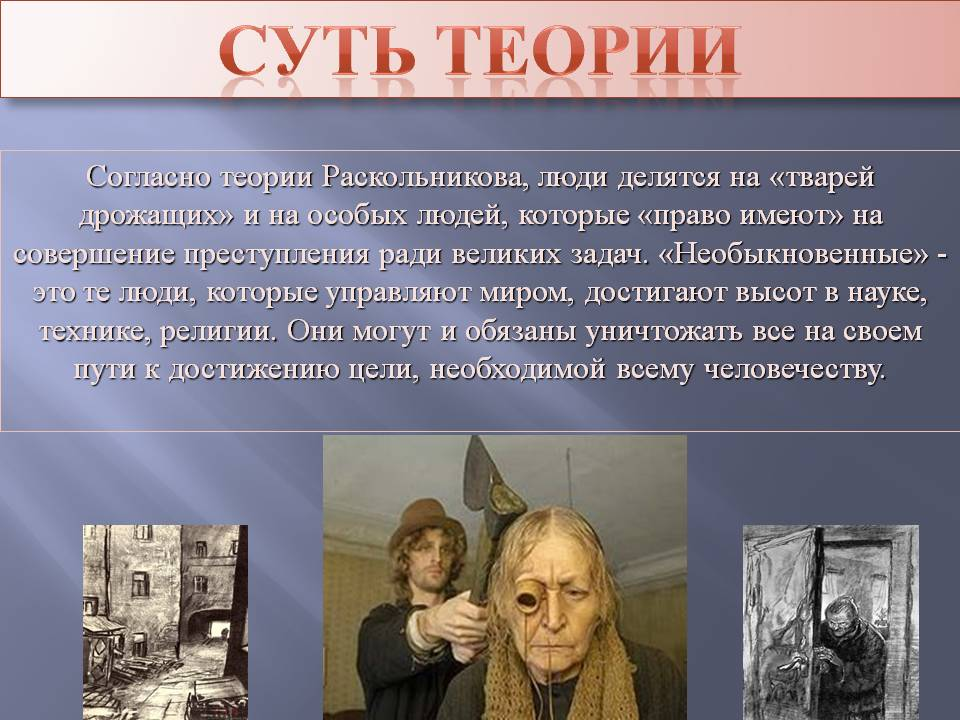 СУТЬ ТЕОРИИ
Согласно теории Раскольникова, люди делятся на «тварей
дрожащих» и на особых людей, которые «право имеют» на
совершение преступления ради великих задач. «Необыкновенные» -
это те люди, которые управляют миром, достигают высот в науке,
технике, религии. Они могут и обязаны уничтожать все на своем
пути к достижению цели, необходимой всему человечеству.